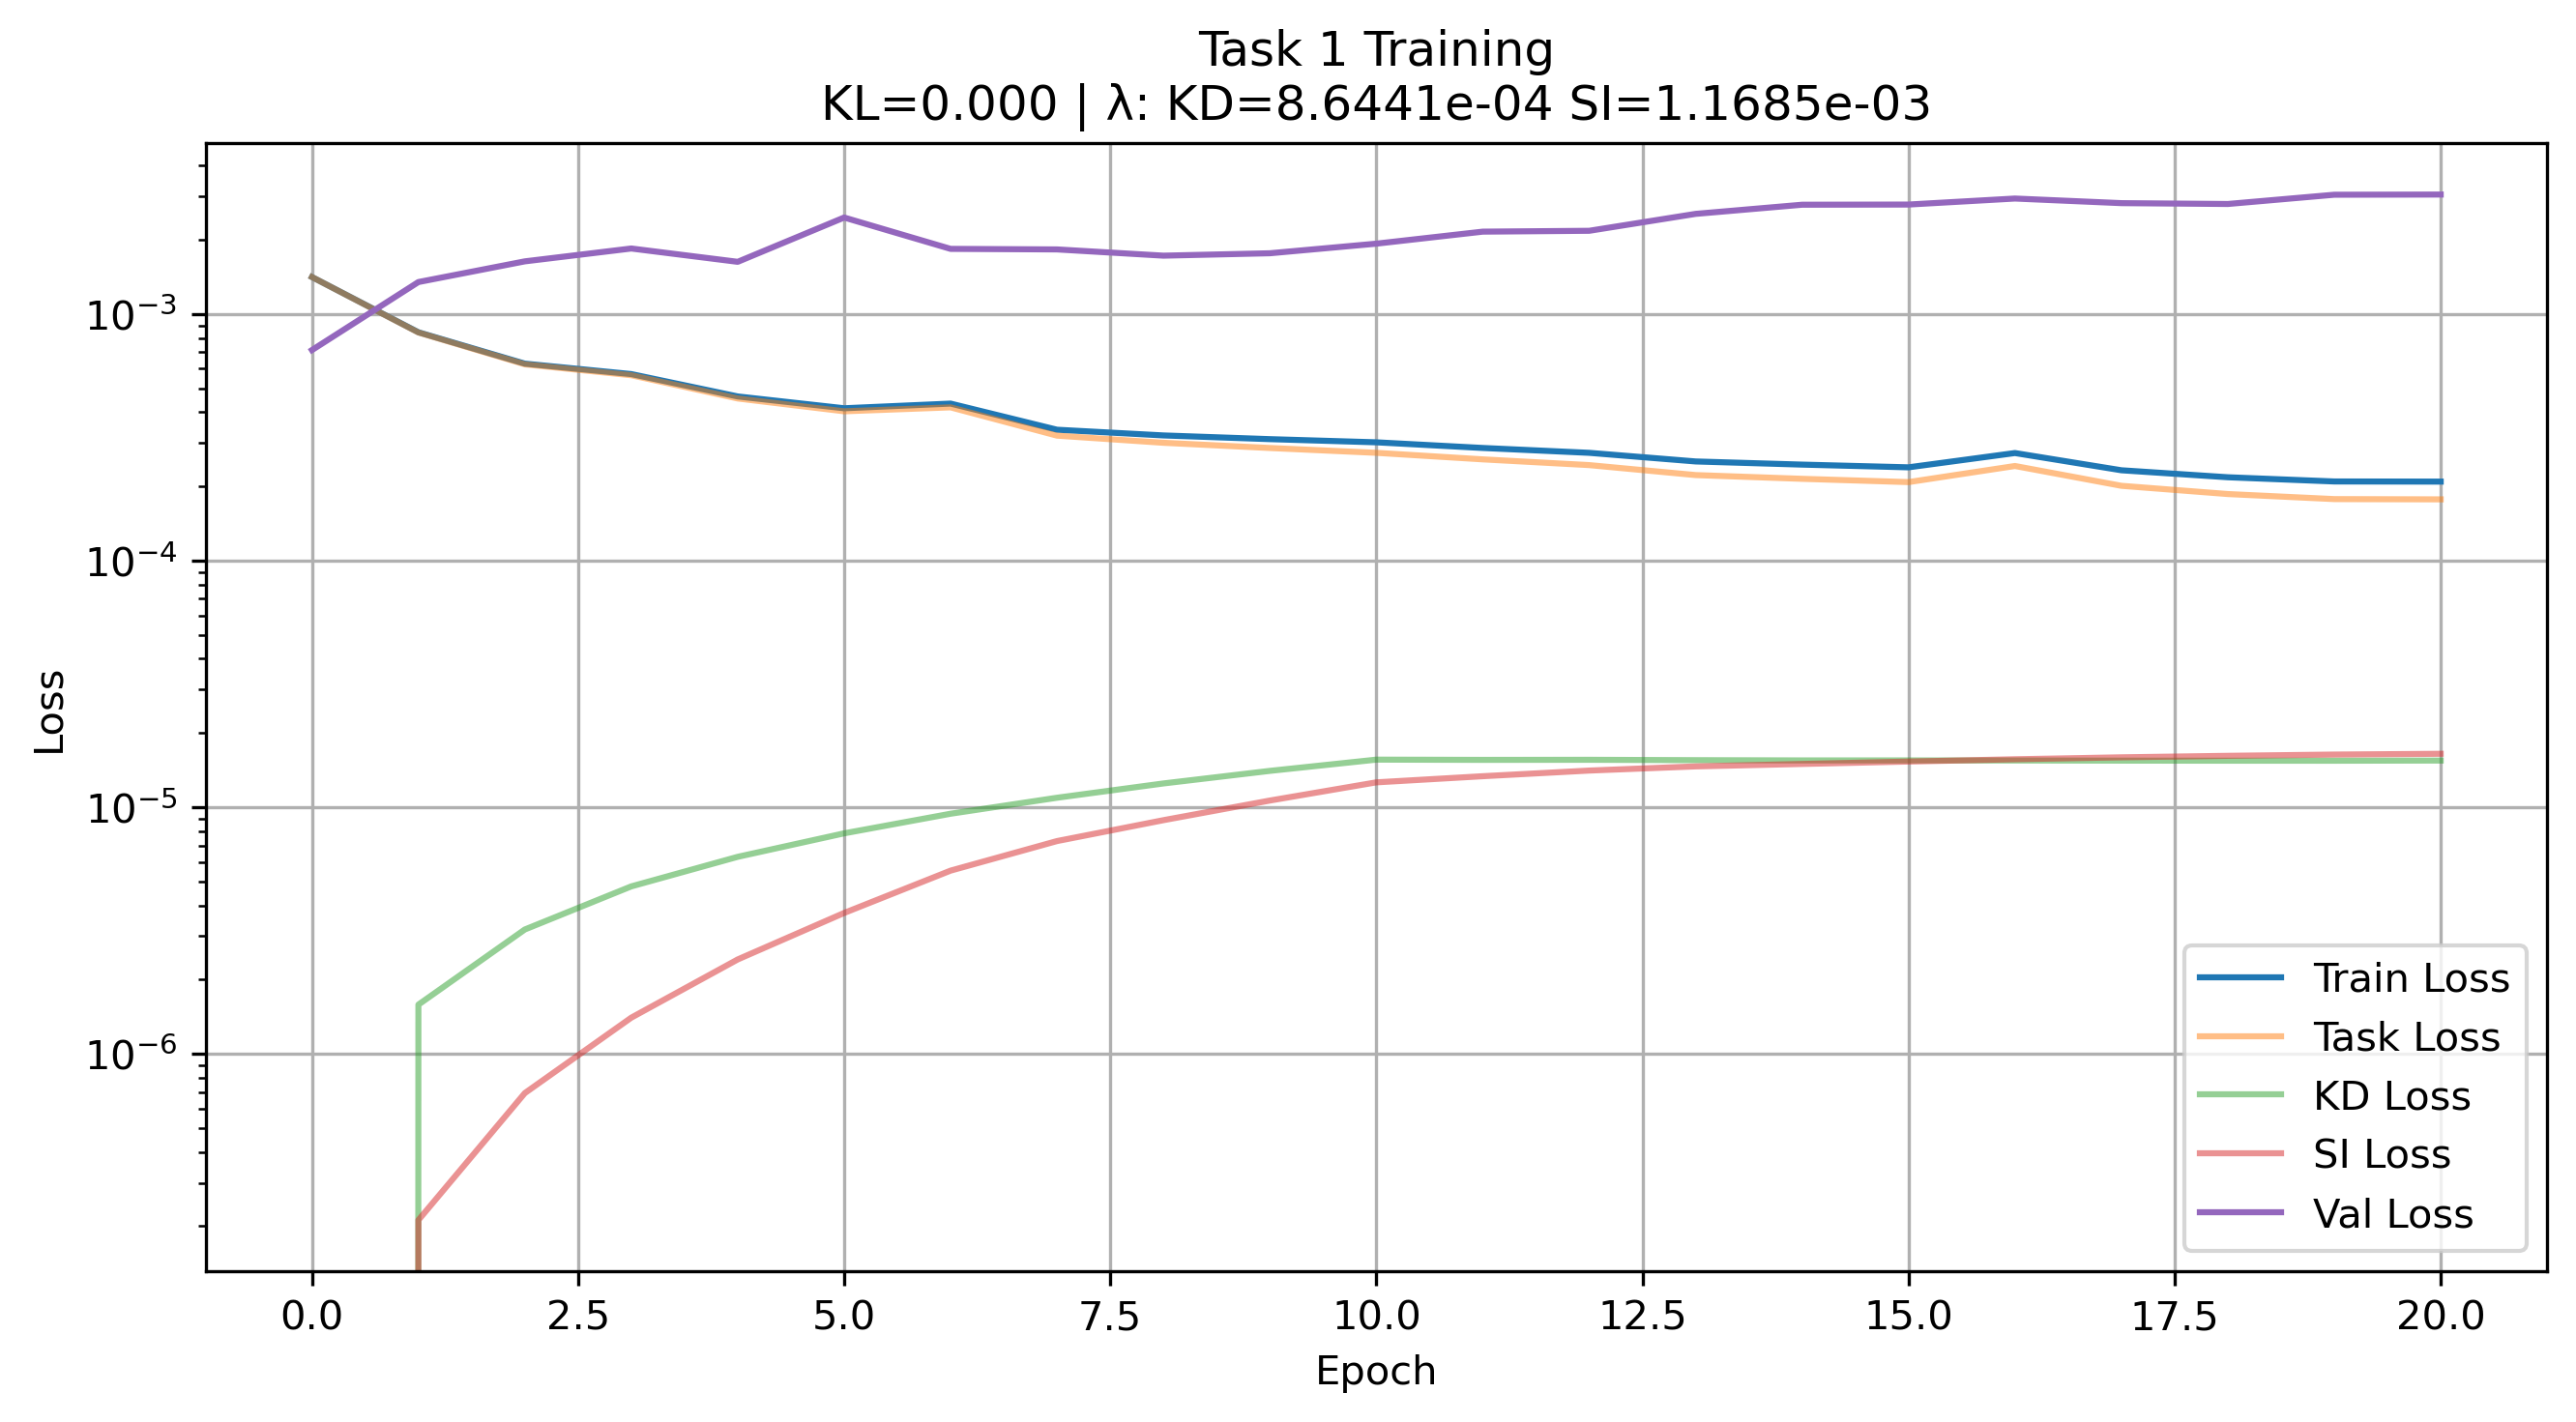 Task 1 Training
KL=0.000 | λ: KD=8.6441e-04 SI=1.1685e-03
Loss
10⁻³
10⁻⁴
10⁻⁵
10⁻⁶
Train Loss
Task Loss
KD Loss
SI Loss
Val Loss
0.0 2.5 5.0 7.5 10.0 12.5 15.0 17.5 20.0
Epoch